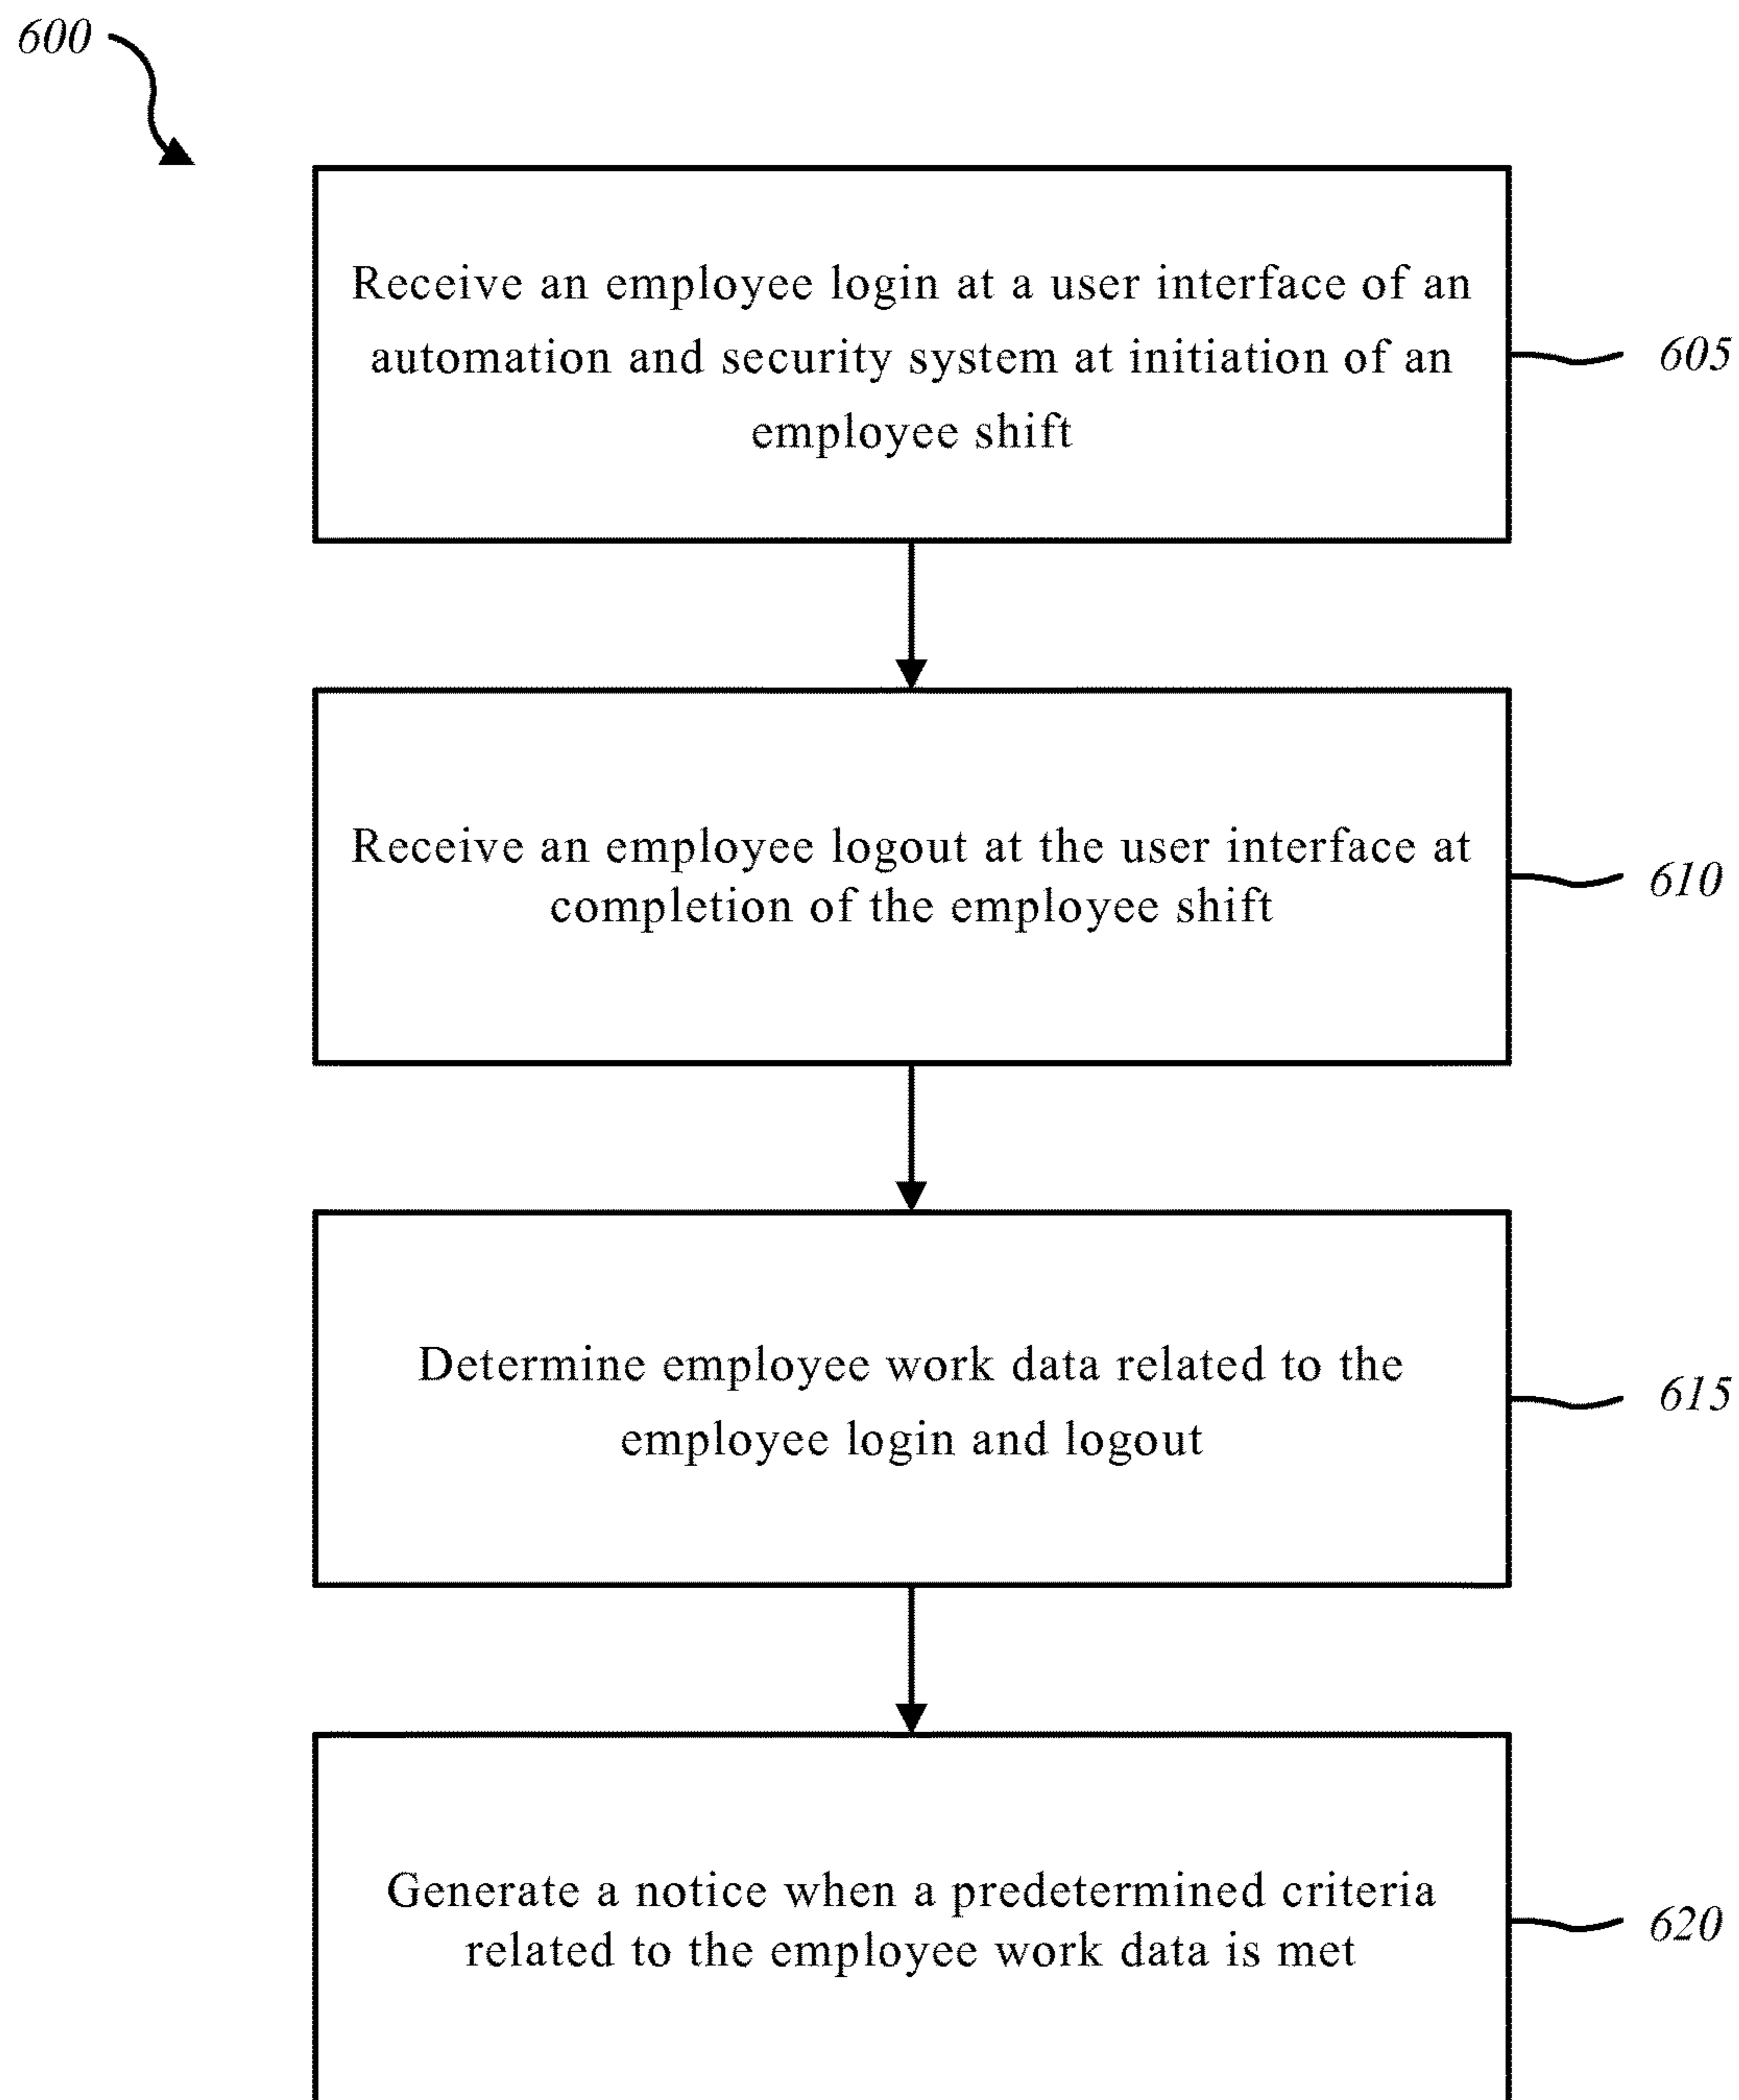 600
Receive an employee login at a user interface of an
automation and security system at initiation of an
employee shift
605
Receive an employee logout at the user interface at
completion of the employee shift
610
Determine employee work data related to the
employee login and logout
615
Generate a notice when a predetermined criteria
related to the employee work data is met
620